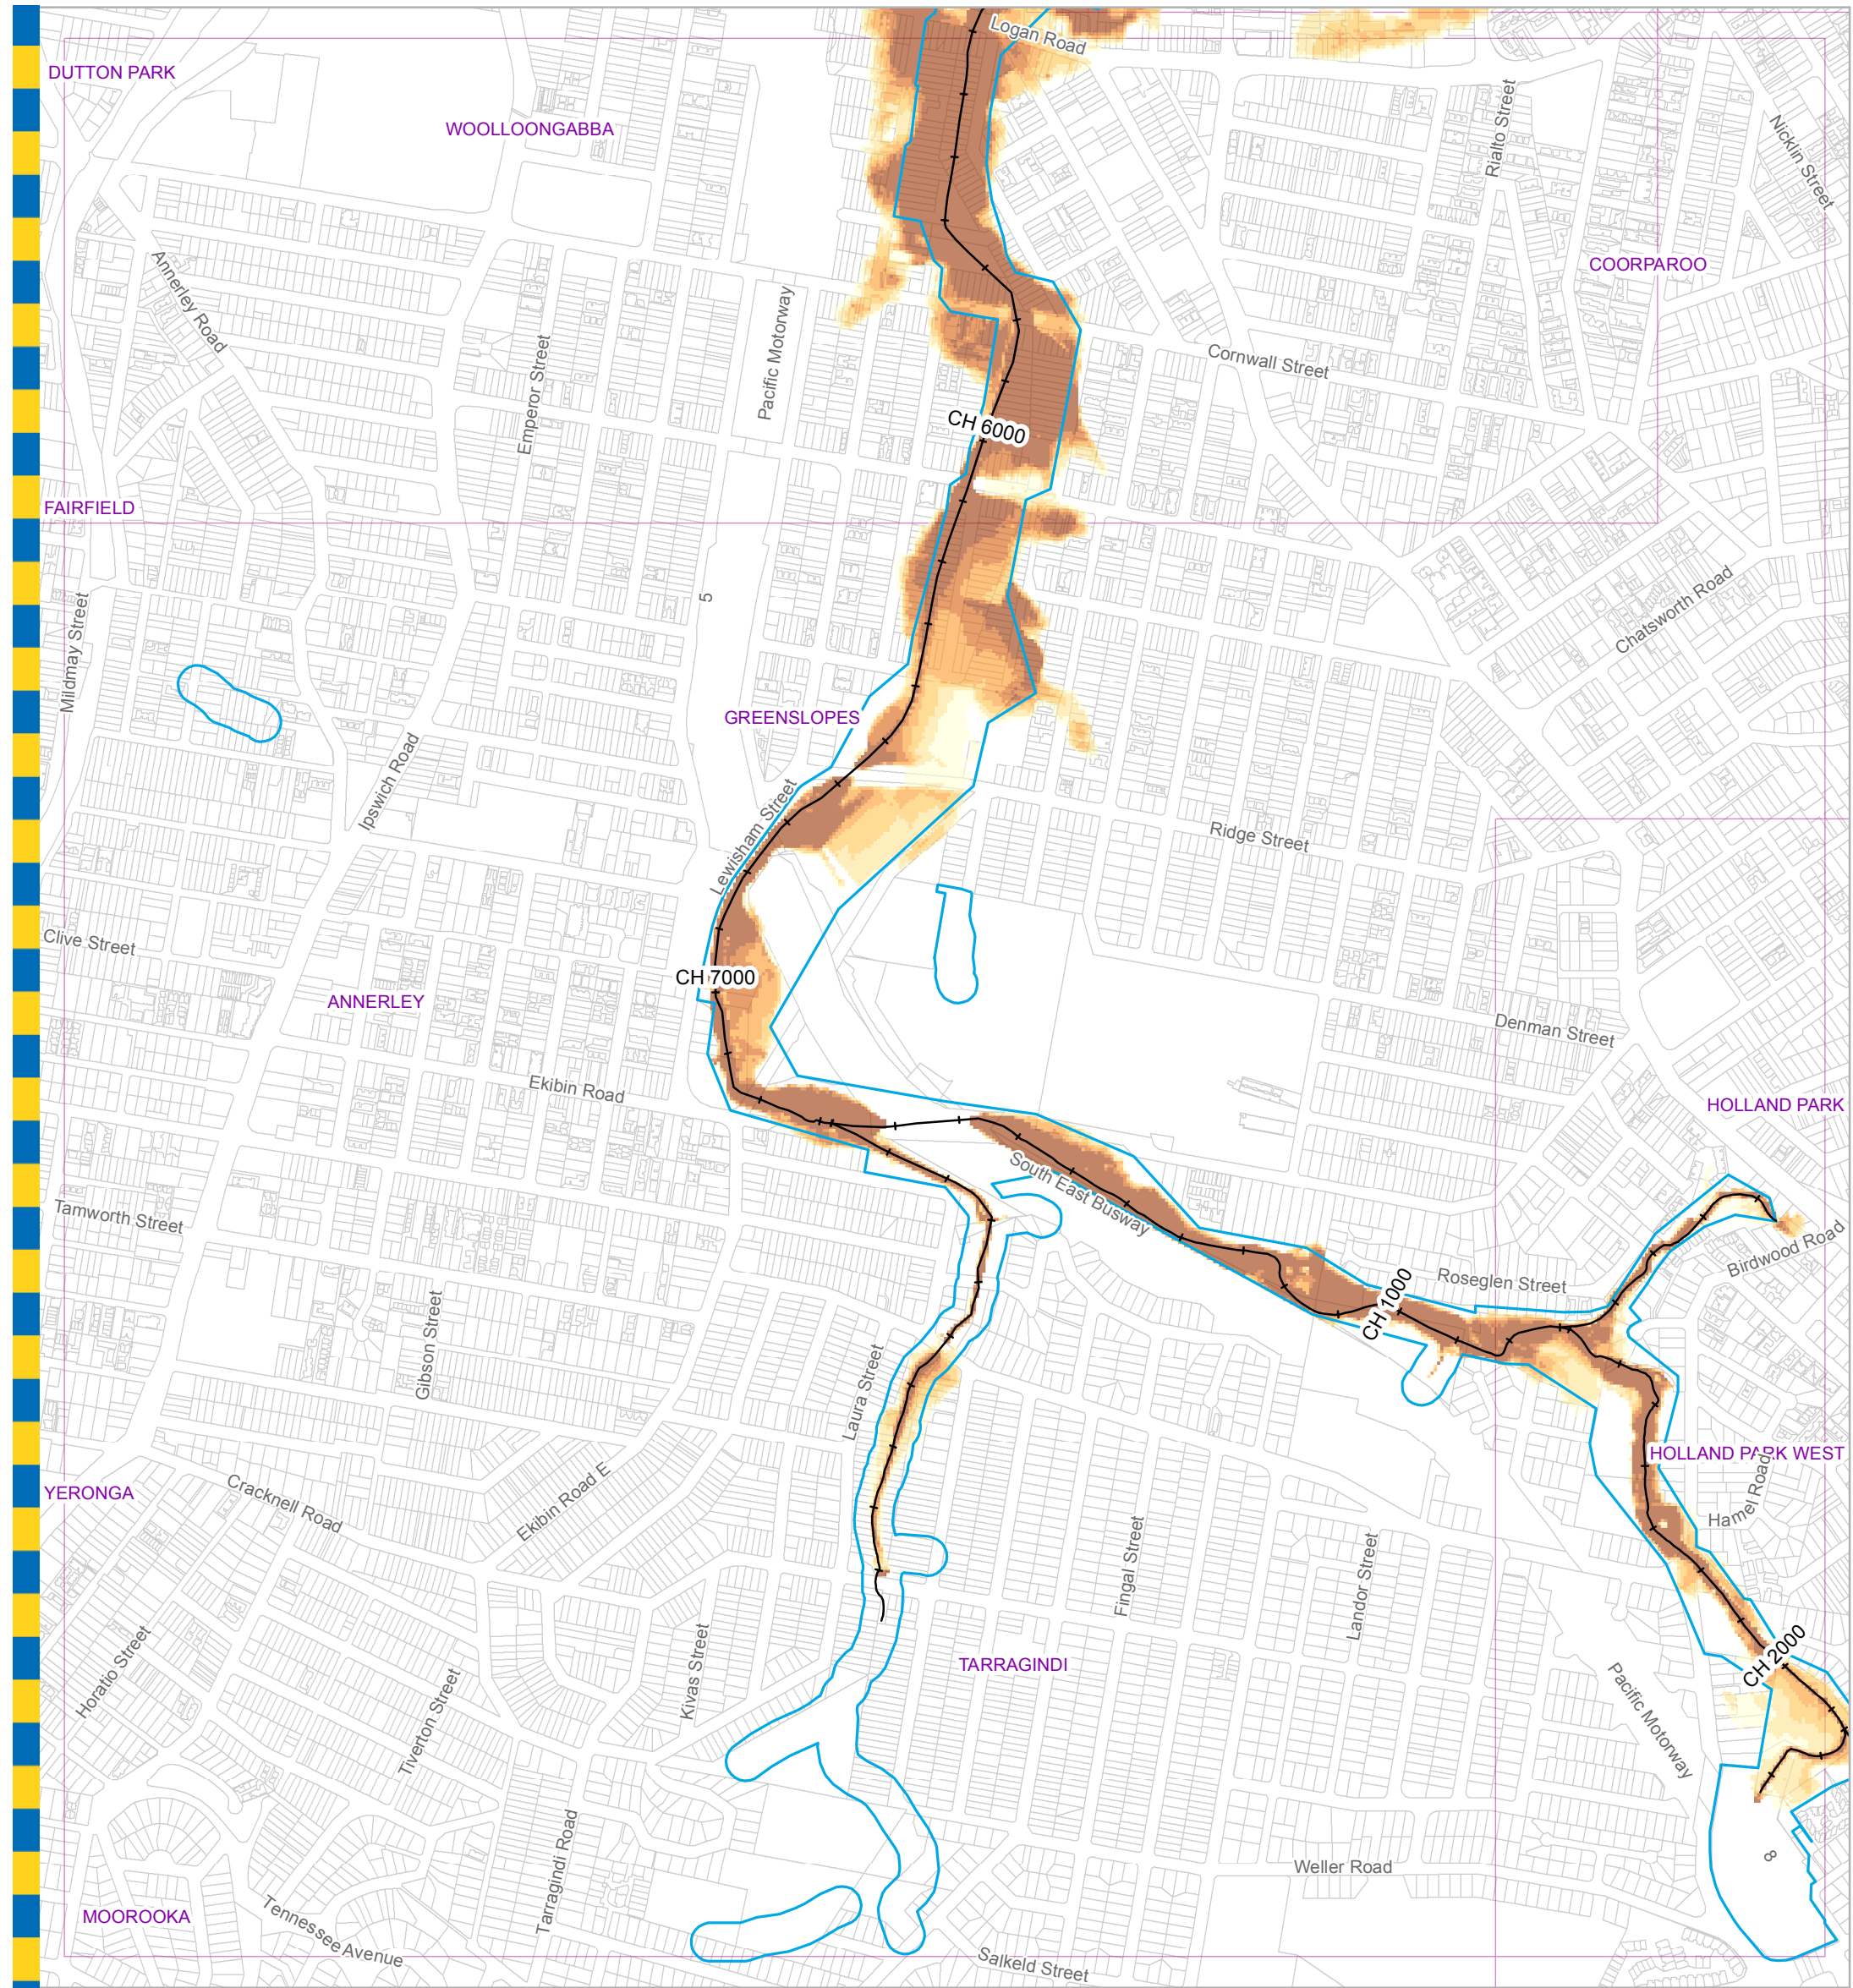 Logan Road
DUTTON PARK
WOOLLOONGABBA
Rialto Street
Nicklin Street
COORPAROO
Annerley Road
Pacific Motorway
Emperor Street
Cornwall Street
CH 6000
FAIRFIELD
Mildmay Street
5
Chatsworth Road
GREENSLOPES
Ipswich Road
Lewisham Street
Ridge Street
Clive Street
CH 7000
ANNERLEY
Denman Street
Ekibin Road
HOLLAND PARK
South East Busway
Tamworth Street
Birdwood Road
Roseglen Street
CH 1000
Gibson Street
Laura Street
HOLLAND PARK WEST
YERONGA
Cracknell Road
Ekibin Road E
Hamel Road
Fingal Street
Landor Street
Horatio Street
Kivas Street
TARRAGINDI
CH 2000
Tiverton Street
Pacific Motorway
Tarragindi Road
Weller Road
8
MOOROOKA
Tennessee Avenue
Salkeld Street